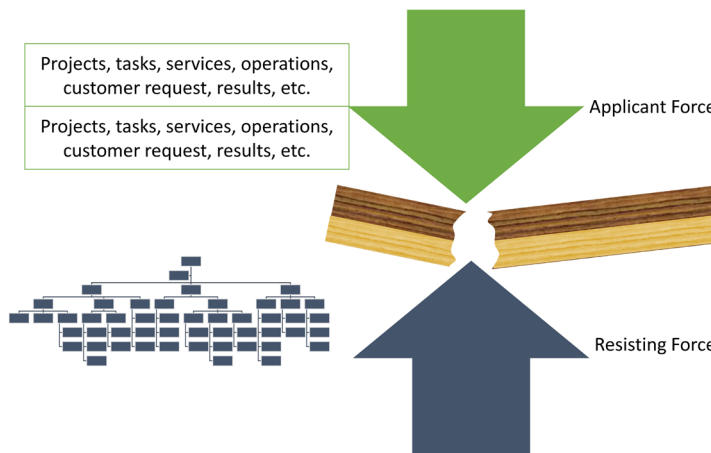 Projects, tasks, services, operations,
customer request, results, etc.
Projects, tasks, services, operations,
customer request, results, etc.
Applicant Force
Resisting Force